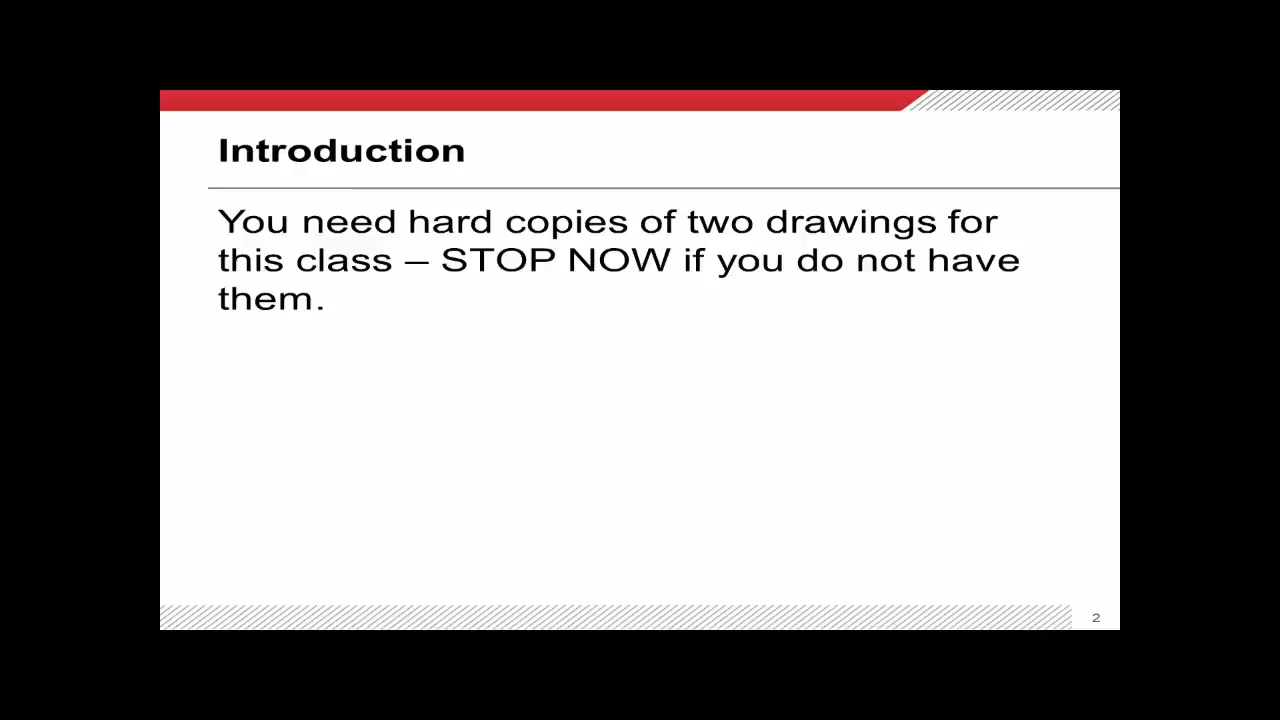 Introduction
You need hard copies of two drawings for
this class – STOP NOW if you do not have
them.
2